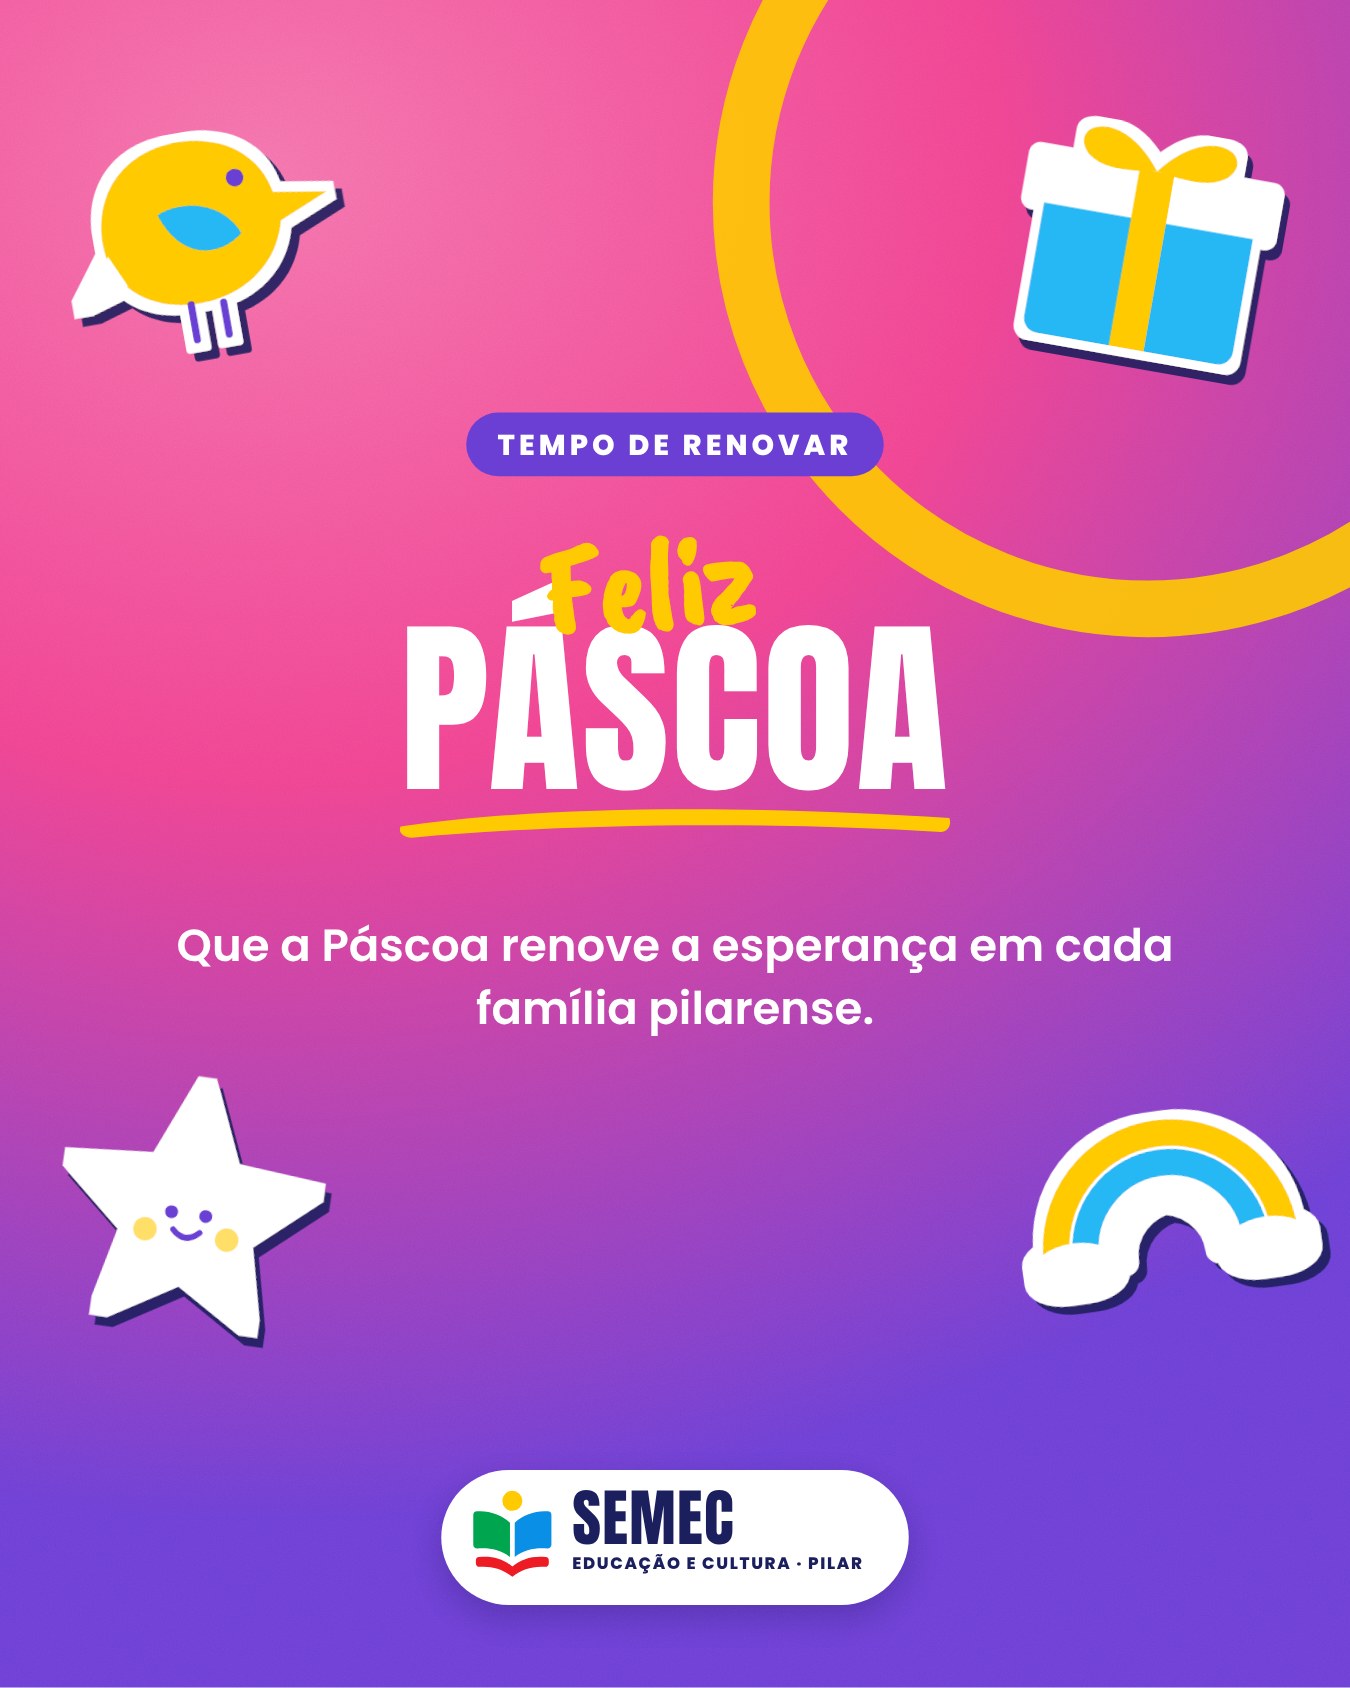 TEMPO DE RENOVAR
Feliz
PÁSCOA
Que a Páscoa renove a esperança em cada
família pilarense.
SEMEC
EDUCAÇÃO E CULTURA · PILAR